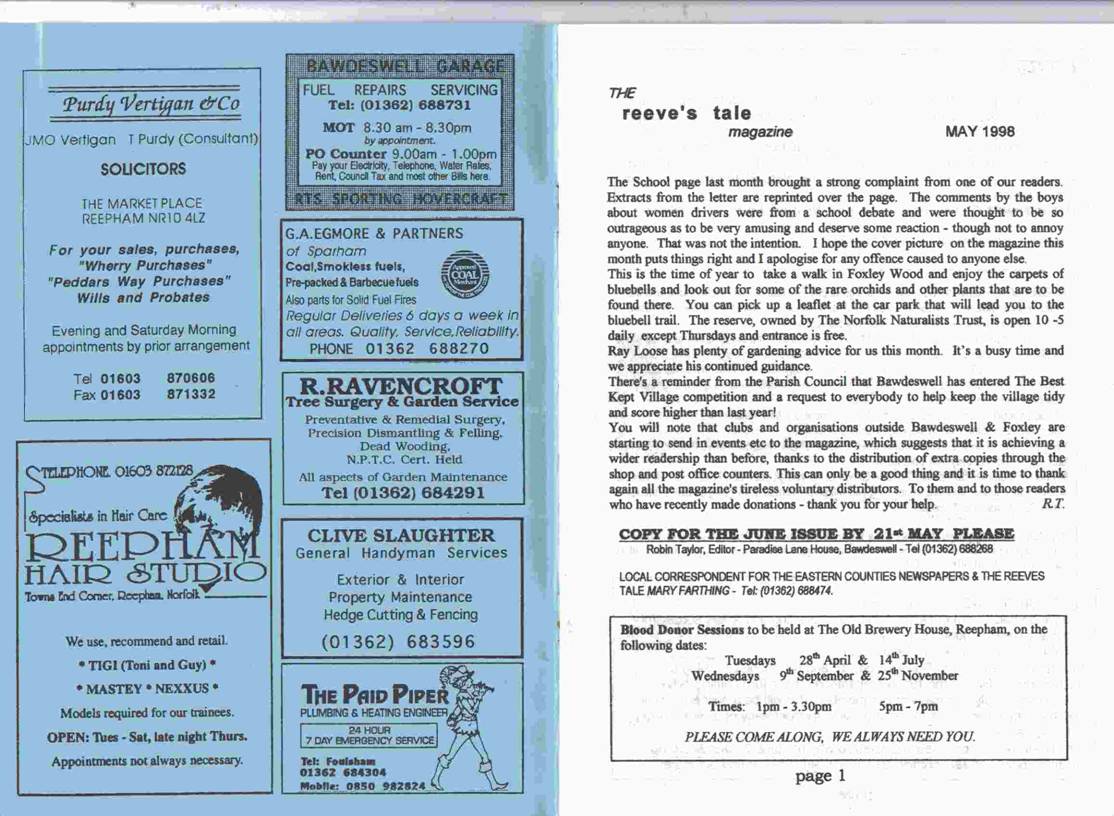 Purdy Vertigan & Co
JMO Vertigan T Purdy (Consultant)
SOLICITORS
THE MARKET PLACE
REEPHAM NR10 4LZ
For your sales, purchases,
"Wherry Purchases"
"Peddars Way Purchases"
Wills and Probates
Evening and Saturday Morning
appointments by prior arrangement
Tel 01603 870606
Fax 01603 871332
TELEPHONE 01603 872128
Specialists in Hair Care
REEPHAM
HAIR STUDIO
Towns End Corner, Reepham, Norfolk
We use, recommend and retail.
* TIGI (Toni and Guy) *
* MASTEY * NEXXUS *
Models required for our trainees.
OPEN: Tues - Sat, late night Thurs.
Appointments not always necessary.
BAWDESWELL GARAGE
FUEL REPAIRS SERVICING
Tel: (01362) 688731
MOT 8.30 am - 8.30pm
by appointment.
PO Counter 9.00am - 1.00pm
Pay your Electricity, Telephone, Water Rates,
Rent, Council Tax and most other Bills here.
RTS SPORTING HOVERCRAFT
G.A.EGMORE & PARTNERS
of Sparham
Coal,Smokless fuels,
Pre-packed & Barbecue fuels
Approved
COAL
Merchant
Also parts for Solid Fuel Fires
Regular Deliveries 6 days a week in
all areas. Quality, Service,Reliability.
PHONE 01362 688270
R.RAVENCROFT
Tree Surgery & Garden Service
Preventative & Remedial Surgery,
Precision Dismantling & Felling,
Dead Wooding,
N.P.T.C. Cert. Held
All aspects of Garden Maintenance
Tel (01362) 684291
CLIVE SLAUGHTER
General Handyman Services
Exterior & Interior
Property Maintenance
Hedge Cutting & Fencing
(01362) 683596
THE PAID PIPER
PLUMBING & HEATING ENGINEER
24 HOUR
7 DAY EMERGENCY SERVICE
Tel: Foulsham
01362 684304
Mobile: 0850 982824
THE
reeve's tale
magazine MAY 1998
The School page last month brought a strong complaint from one of our readers.
Extracts from the letter are reprinted over the page. The comments by the boys
about women drivers were from a school debate and were thought to be so
outrageous as to be very amusing and deserve some reaction - though not to annoy
anyone. That was not the intention. I hope the cover picture on the magazine this
month puts things right and I apologise for any offence caused to anyone else.
This is the time of year to take a walk in Foxley Wood and enjoy the carpets of
bluebells and look out for some of the rare orchids and other plants that are to be
found there. You can pick up a leaflet at the car park that will lead you to the
bluebell trail. The reserve, owned by The Norfolk Naturalists Trust, is open 10 -5
daily except Thursdays and entrance is free.
Ray Loose has plenty of gardening advice for us this month. It's a busy time and
we appreciate his continued guidance.
There's a reminder from the Parish Council that Bawdeswell has entered The Best
Kept Village competition and a request to everybody to help keep the village tidy
and score higher than last year!
You will note that clubs and organisations outside Bawdeswell & Foxley are
starting to send in events etc to the magazine, which suggests that it is achieving a
wider readership than before, thanks to the distribution of extra copies through the
shop and post office counters. This can only be a good thing and it is time to thank
again all the magazine's tireless voluntary distributors. To them and to those readers
who have recently made donations - thank you for your help. R.T.
COPY FOR THE JUNE ISSUE BY 21st MAY PLEASE
Robin Taylor, Editor - Paradise Lane House, Bawdeswell - Tel (01362) 688268
LOCAL CORRESPONDENT FOR THE EASTERN COUNTIES NEWSPAPERS & THE REEVES
TALE MARY FARTHING - Tel: (01362) 688474.
Blood Donor Sessions to be held at The Old Brewery House, Reepham, on the
following dates:
Tuesdays 28th April & 14th July
Wednesdays 9th September & 25th November
Times: 1pm - 3.30pm 5pm - 7pm
PLEASE COME ALONG, WE ALWAYS NEED YOU.
page 1